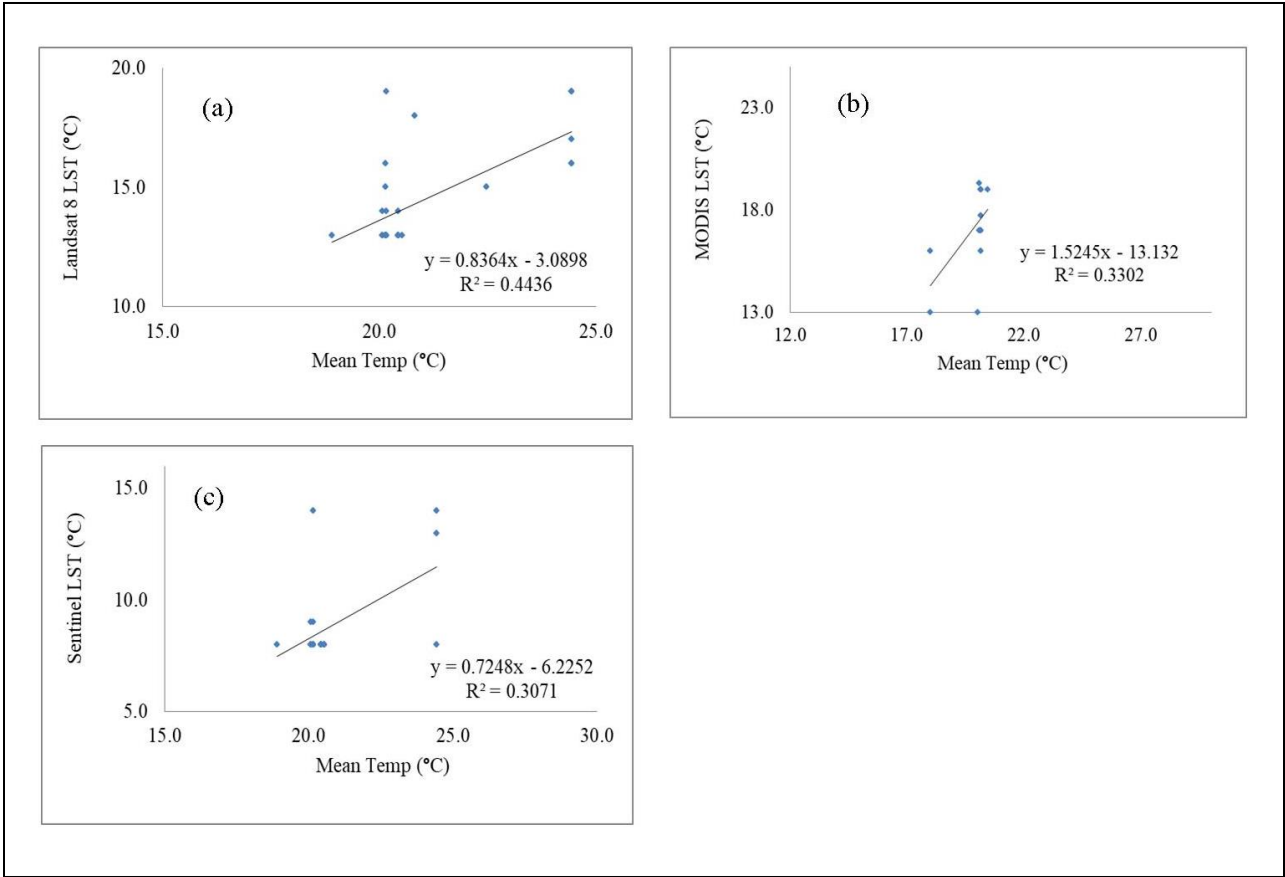 (a)
Landsat 8 LST (°C)
20.0
15.0
10.0
y = 0.8364x - 3.0898
R² = 0.4436
15.0 20.0 25.0
Mean Temp (°C)
(b)
MODIS LST (°C)
23.0
18.0
13.0
y = 1.5245x - 13.132
R² = 0.3302
12.0 17.0 22.0 27.0
Mean Temp (°C)
(c)
Sentinel LST (°C)
15.0
10.0
5.0
y = 0.7248x - 6.2252
R² = 0.3071
15.0 20.0 25.0 30.0
Mean Temp (°C)